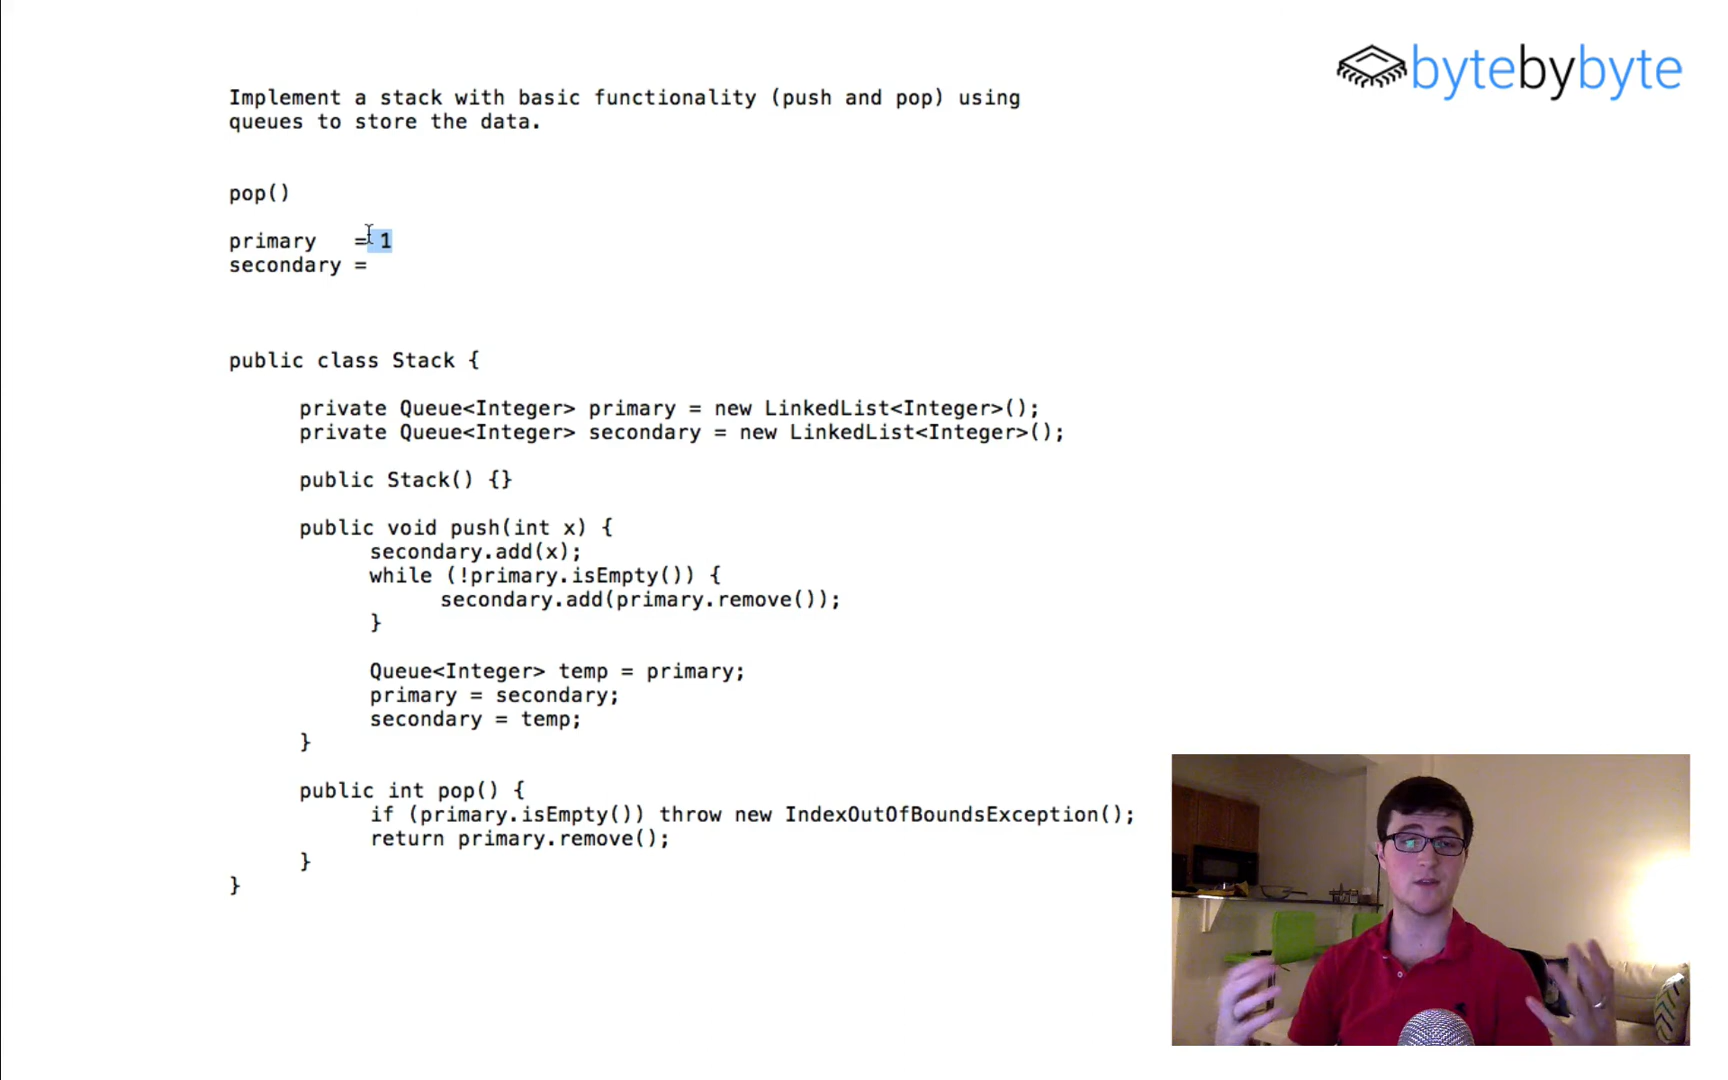 bytebybyte
Implement a stack with basic functionality (push and pop) using
queues to store the data.
pop()
primary   = 1
secondary =
public class Stack {
private Queue<Integer> primary = new LinkedList<Integer>();
private Queue<Integer> secondary = new LinkedList<Integer>();
public Stack() {}
public void push(int x) {
secondary.add(x);
while (!primary.isEmpty()) {
secondary.add(primary.remove());
}
Queue<Integer> temp = primary;
primary = secondary;
secondary = temp;
}
public int pop() {
if (primary.isEmpty()) throw new IndexOutOfBoundsException();
return primary.remove();
}
}